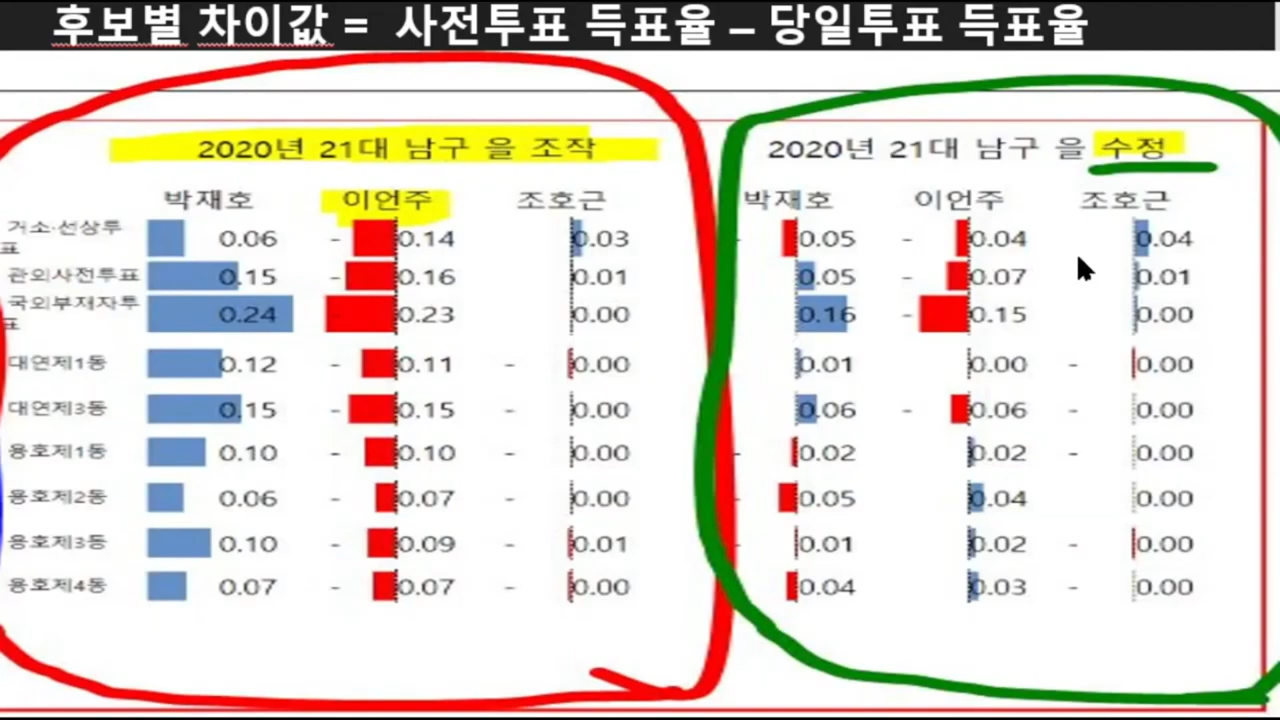 후보별 차이값 = 사전투표 득표율 – 당일투표 득표율
2020년 21대 남구 을 조작
박재호 이언주 조호근
거소·선상투표 0.06 - 0.14 0.03
관외사전투표 0.15 - 0.16 0.01
국외부재자투표 0.24 - 0.23 0.00
대연제1동 0.12 - 0.11 - 0.00
대연제3동 0.15 - 0.15 0.00
용호제1동 0.10 - 0.10 - 0.00
용호제2동 0.06 - 0.07 - 0.00
용호제3동 0.10 - 0.09 - 0.01
용호제4동 0.07 - 0.07 - 0.00
2020년 21대 남구 을 수정
박재호 이언주 조호근
- 0.05 - 0.04 0.04
0.05 - 0.07 0.01
0.16 - 0.15 0.00
0.01 0.00 - 0.00
0.06 - 0.06 - 0.00
- 0.02 0.02 - 0.00
- 0.05 0.04 - 0.00
- 0.01 0.02 - 0.00
0.04 0.03 - 0.00